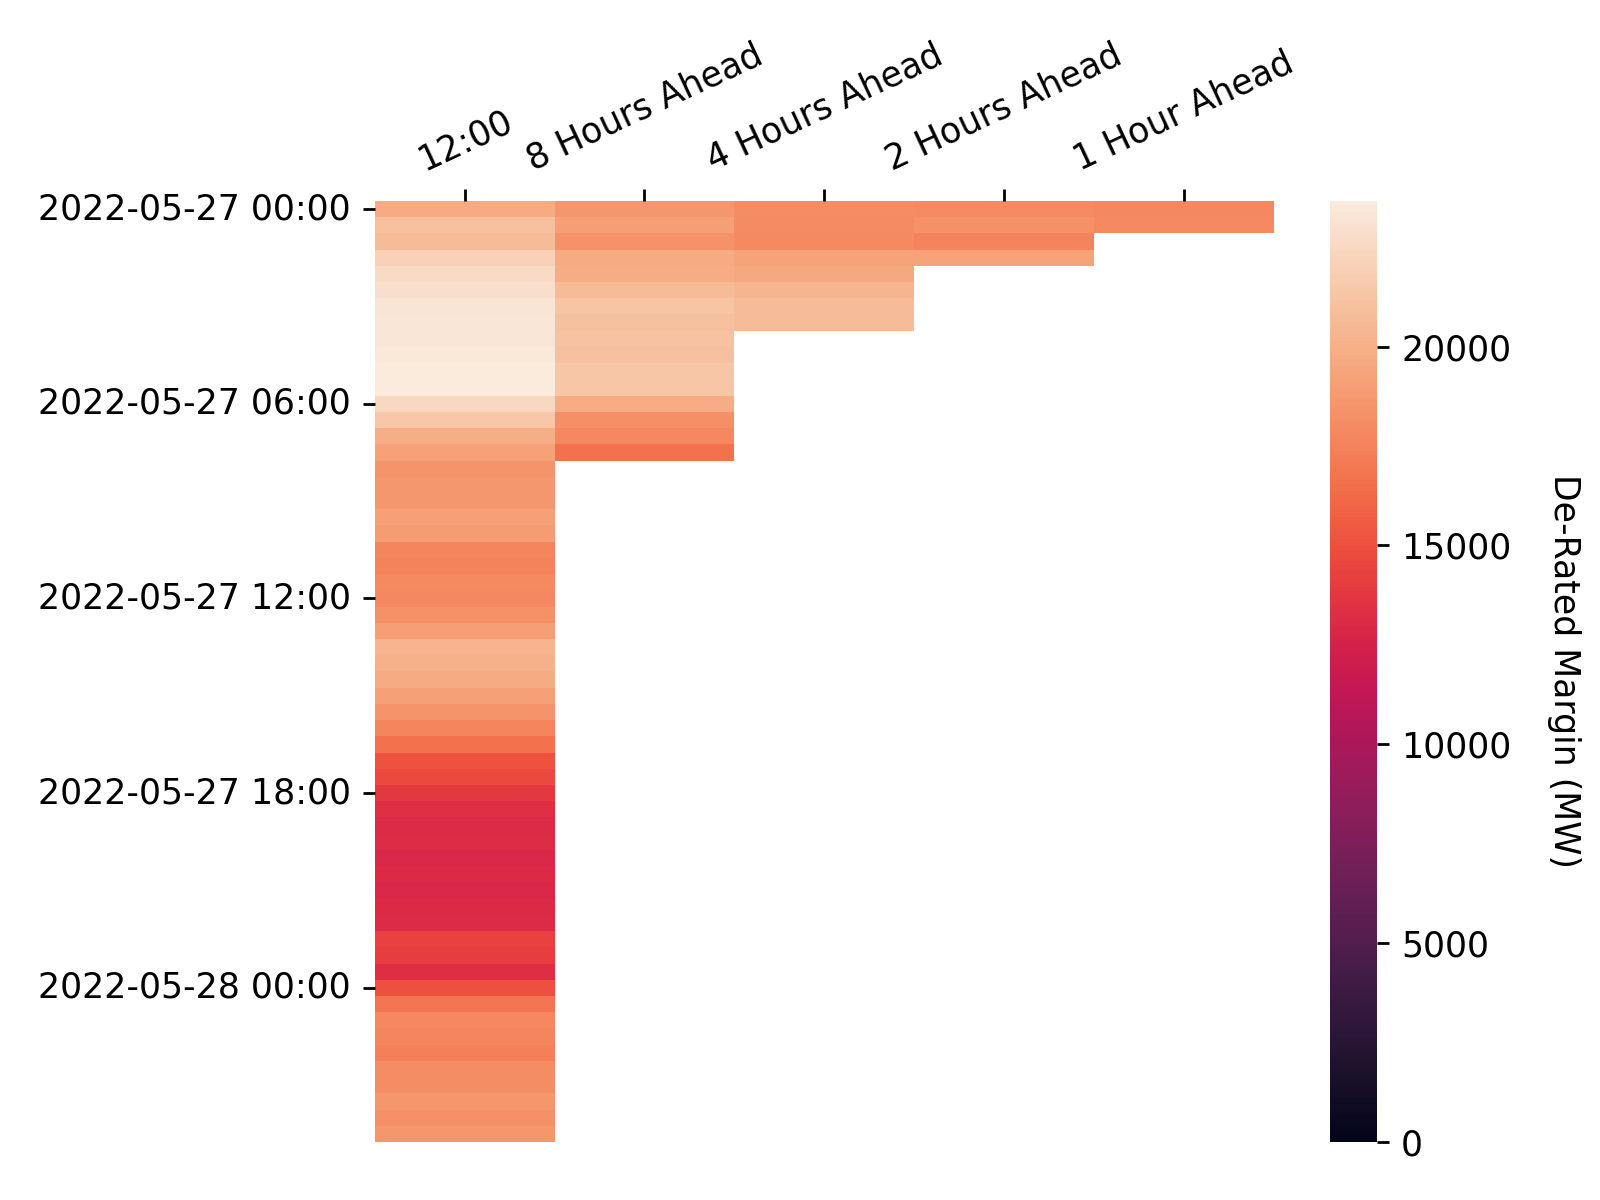 12:00
8 Hours Ahead
4 Hours Ahead
2 Hours Ahead
1 Hour Ahead
2022-05-27 00:00
2022-05-27 06:00
2022-05-27 12:00
2022-05-27 18:00
2022-05-28 00:00
20000
15000
10000
5000
0
De-Rated Margin (MW)